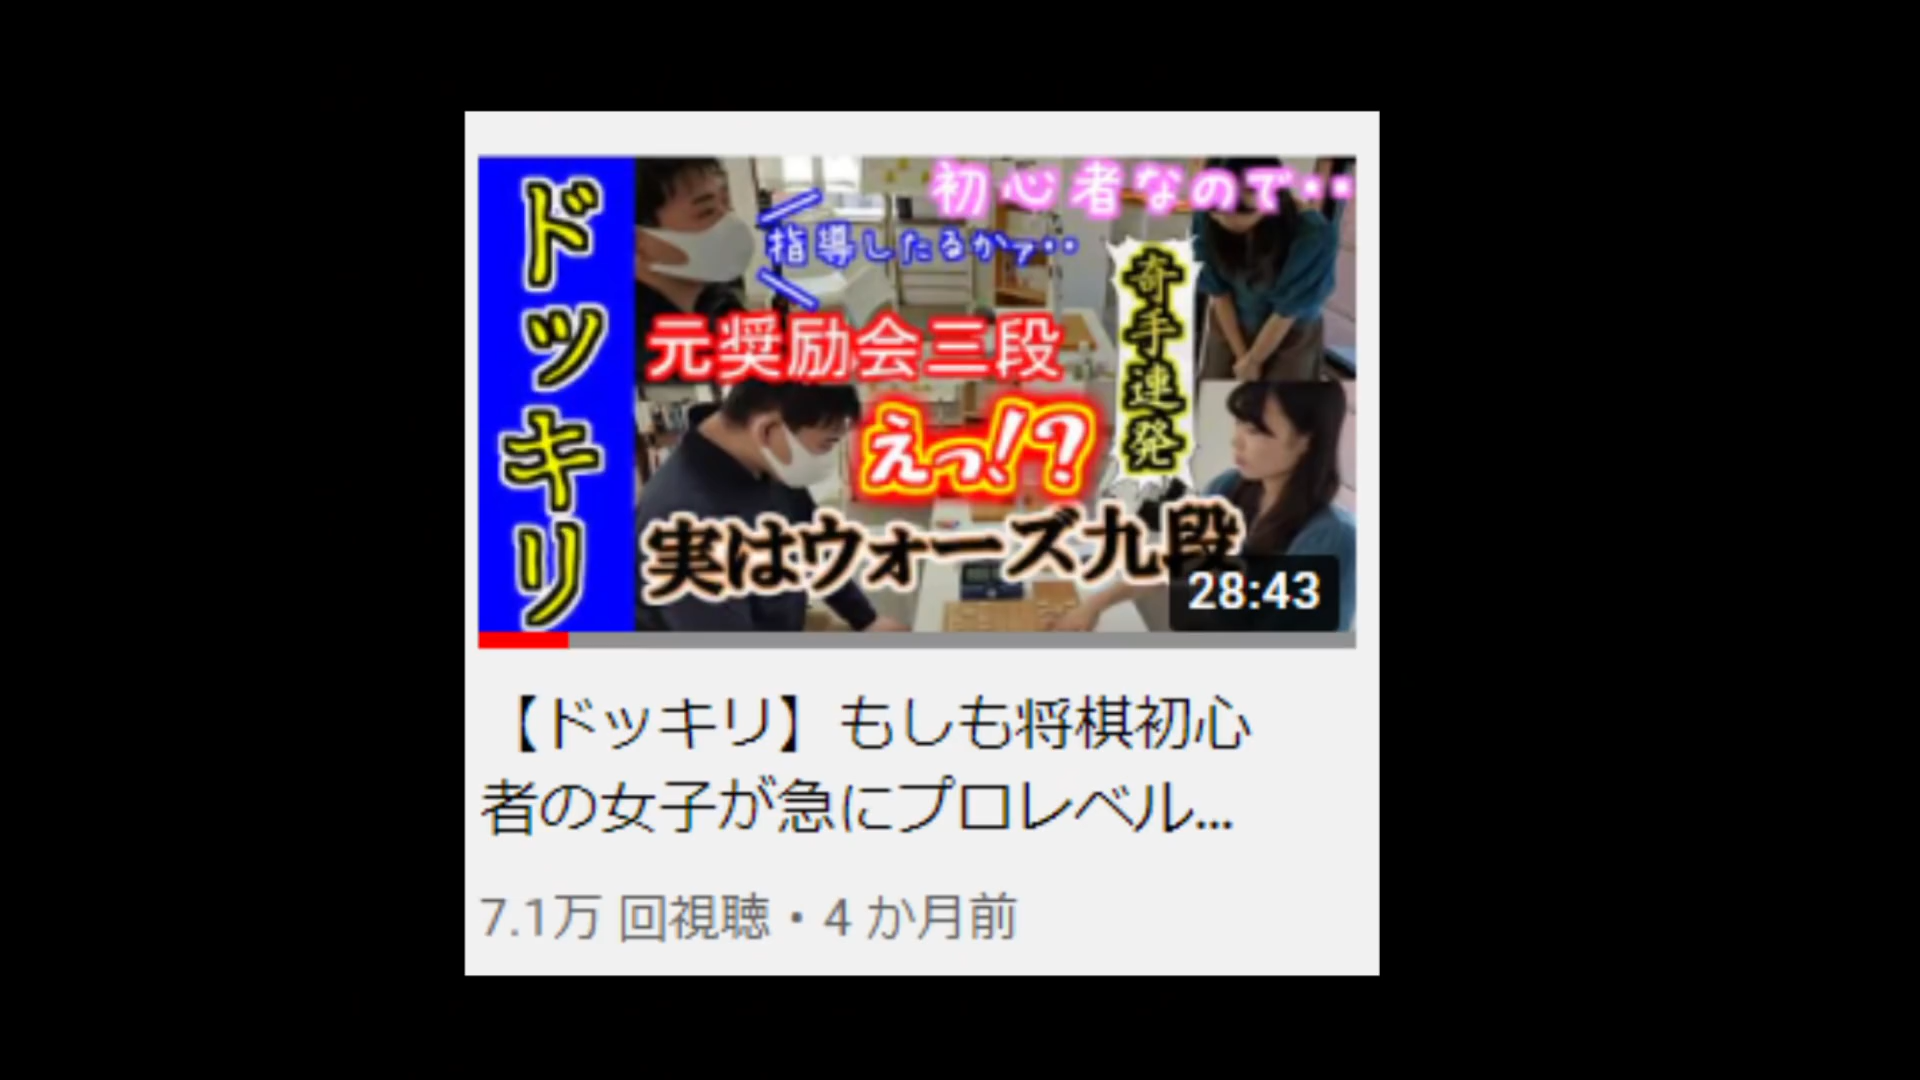 ドッキリ
初心者なので・・
指導したるかァ・・
奇手連発
元奨励会三段
えっ!?
実はウォーズ九段
28:43
【ドッキリ】もしも将棋初心
者の女子が急にプロレベル...
7.1万 回視聴・4 か月前